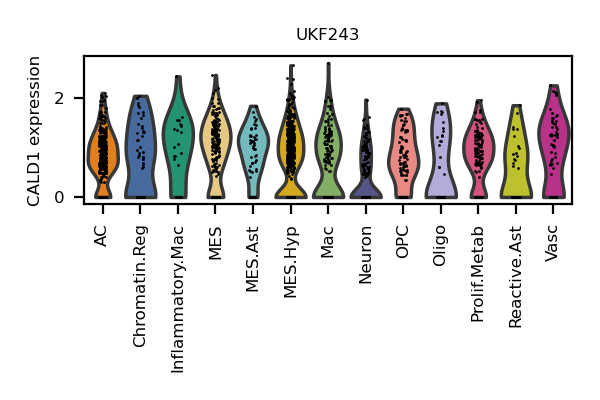 UKF243
CALD1 expression
2
0
AC
Chromatin.Reg
Inflammatory.Mac
MES
MES.Ast
MES.Hyp
Mac
Neuron
OPC
Oligo
Prolif.Metab
Reactive.Ast
Vasc